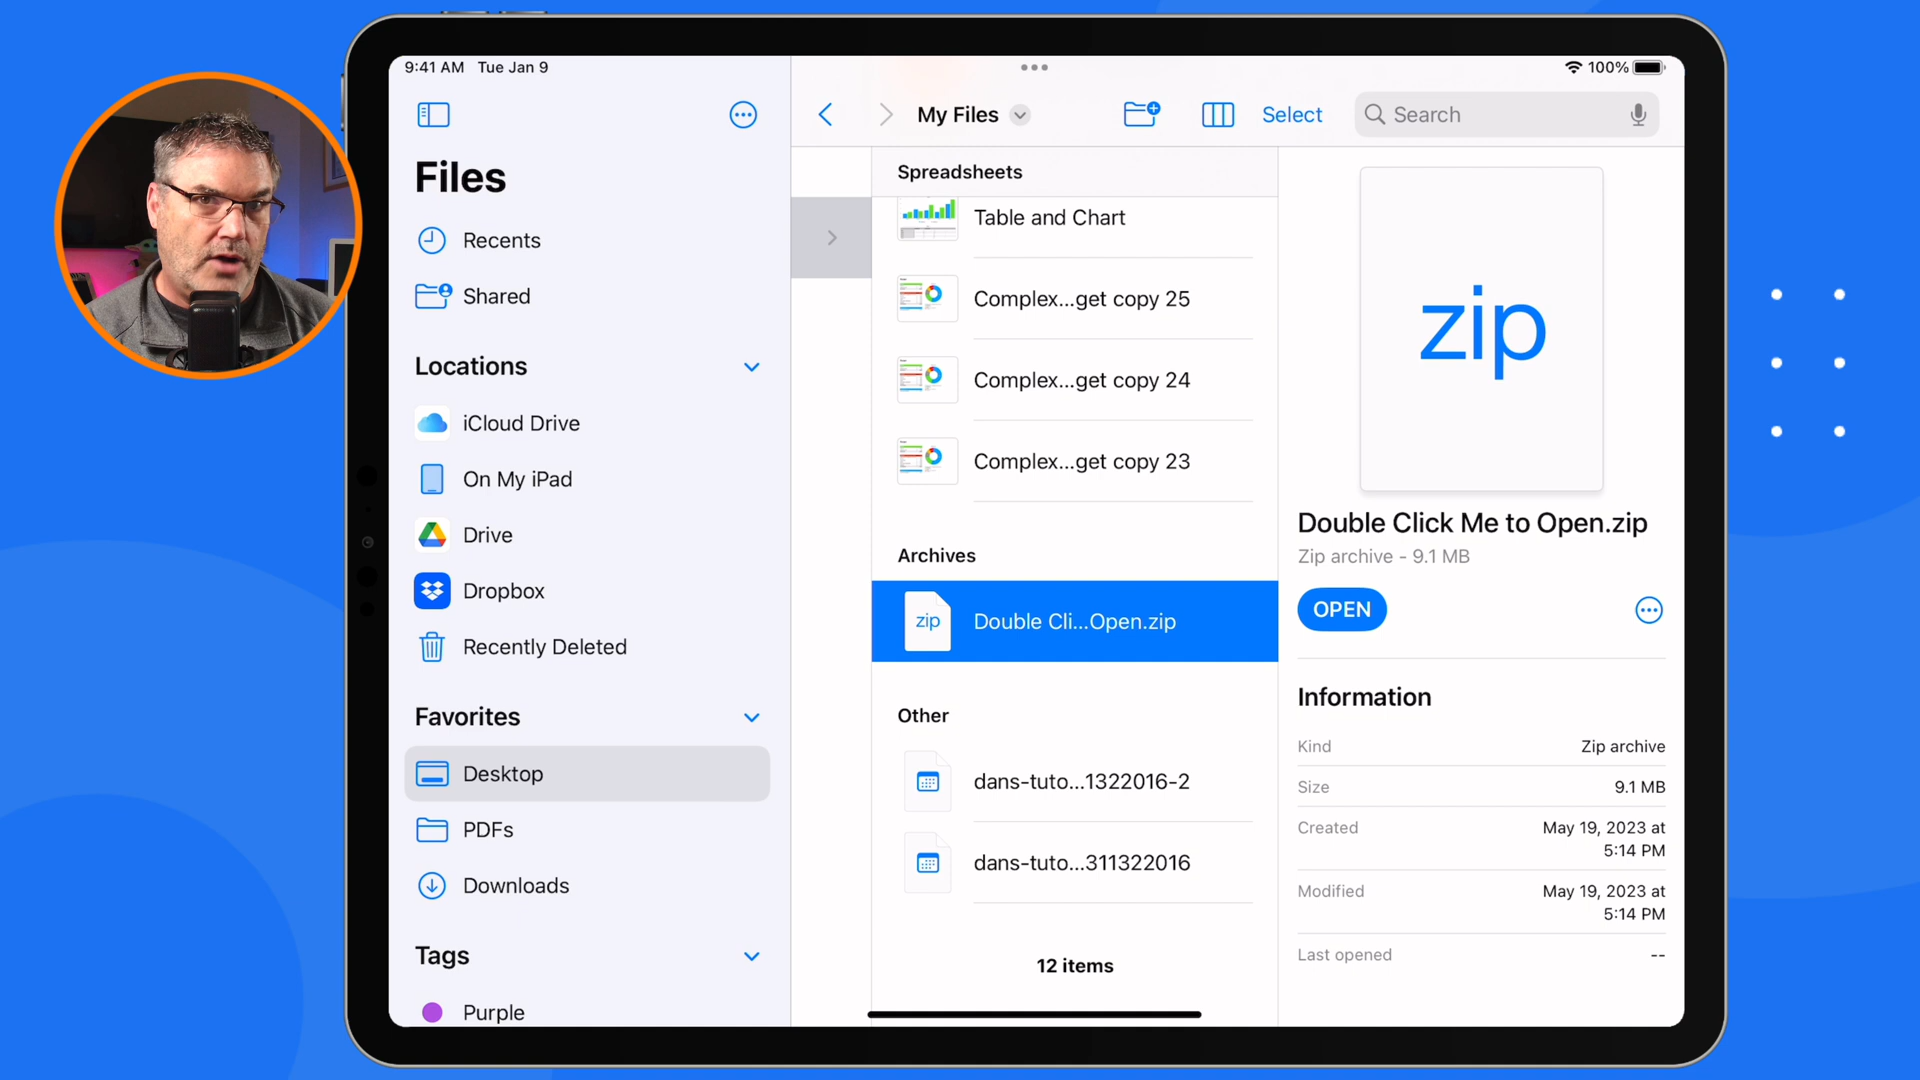 9:41 AM Tue Jan 9
100%
Files
Recents
Shared
Locations
iCloud Drive
On My iPad
Drive
Dropbox
Recently Deleted
Favorites
Desktop
PDFs
Downloads
Tags
Purple
My Files
Select
Search
Spreadsheets
Table and Chart
Complex...get copy 25
Complex...get copy 24
Complex...get copy 23
Archives
zip
Double Cli...Open.zip
Other
dans-tuto...1322016-2
dans-tuto...311322016
12 items
zip
Double Click Me to Open.zip
Zip archive - 9.1 MB
OPEN
Information
Kind Zip archive
Size 9.1 MB
Created May 19, 2023 at
5:14 PM
Modified May 19, 2023 at
5:14 PM
Last opened --